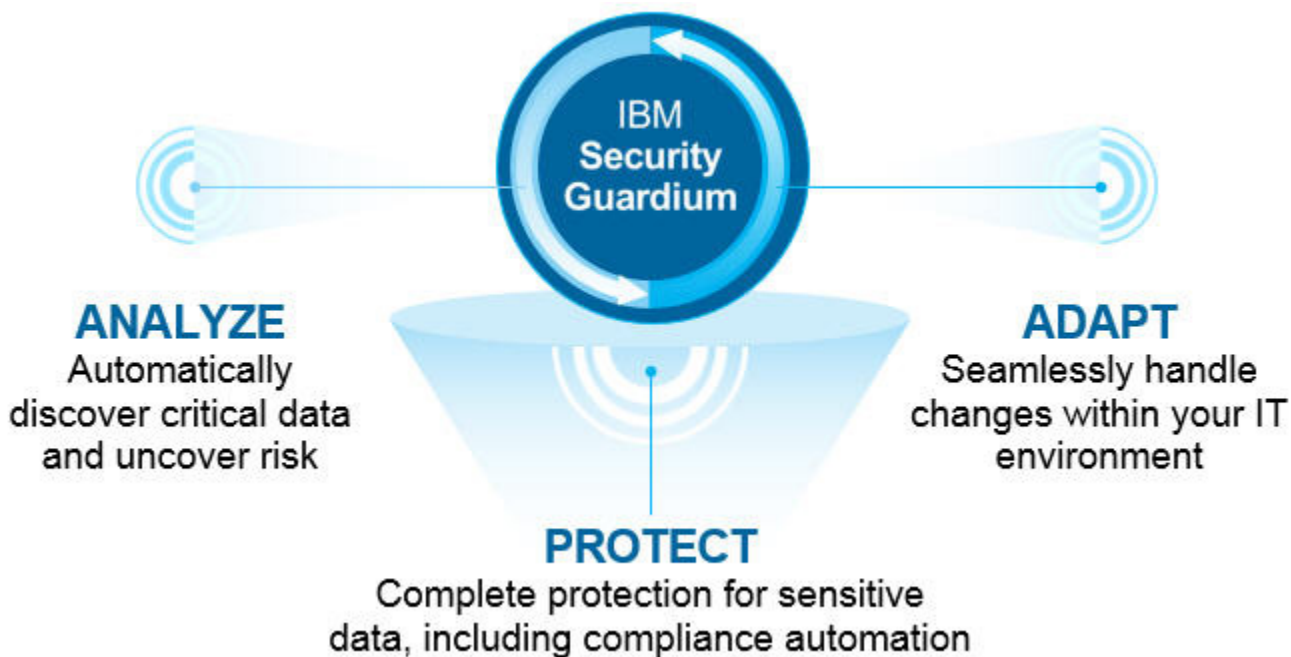 IBM
Security
Guardium
ANALYZE
Automatically
discover critical data
and uncover risk
ADAPT
Seamlessly handle
changes within your IT
environment
PROTECT
Complete protection for sensitive
data, including compliance automation